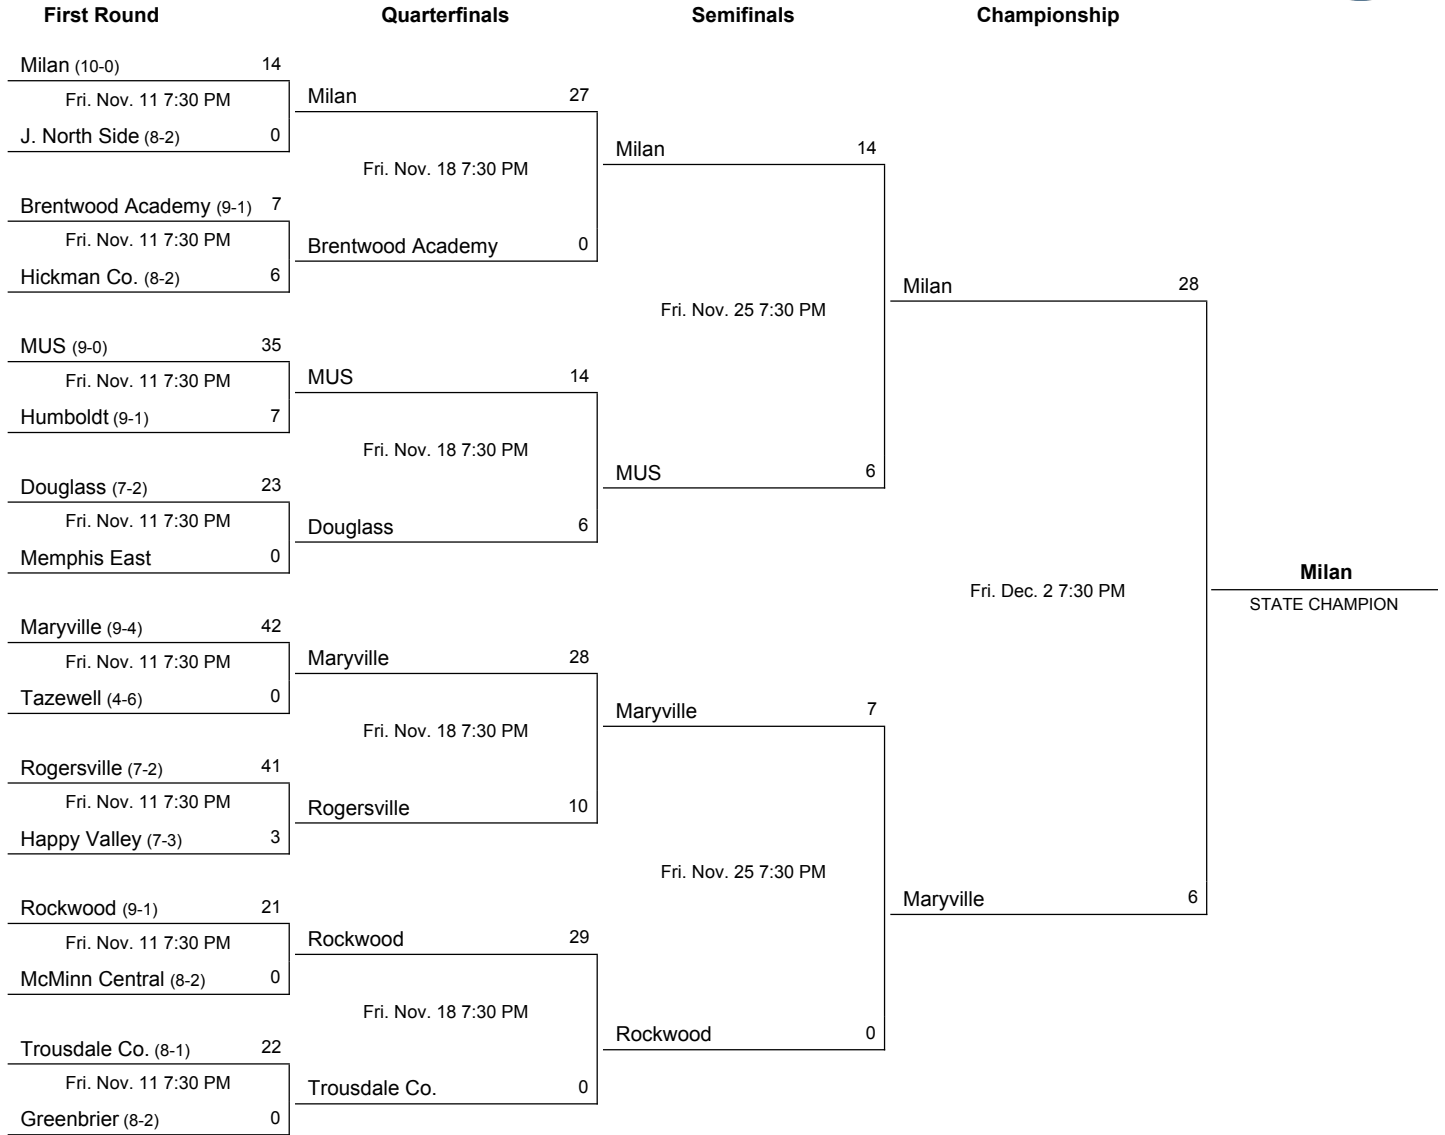 First Round Quarterfinals Semifinals Championship
Milan (10-0) 14
Fri. Nov. 11 7:30 PM
J. North Side (8-2) 0
Milan 27
Fri. Nov. 18 7:30 PM
Brentwood Academy 0
Brentwood Academy (9-1) 7
Fri. Nov. 11 7:30 PM
Hickman Co. (8-2) 6
Milan 14
Fri. Nov. 25 7:30 PM
MUS 6
MUS (9-0) 35
Fri. Nov. 11 7:30 PM
Humboldt (9-1) 7
MUS 14
Fri. Nov. 18 7:30 PM
Douglass 6
Douglass (7-2) 23
Fri. Nov. 11 7:30 PM
Memphis East 0
Milan 28
Fri. Dec. 2 7:30 PM
Maryville 6
Milan
STATE CHAMPION
Maryville (9-4) 42
Fri. Nov. 11 7:30 PM
Tazewell (4-6) 0
Maryville 28
Fri. Nov. 18 7:30 PM
Rogersville 10
Rogersville (7-2) 41
Fri. Nov. 11 7:30 PM
Happy Valley (7-3) 3
Maryville 7
Fri. Nov. 25 7:30 PM
Rockwood 0
Rockwood (9-1) 21
Fri. Nov. 11 7:30 PM
McMinn Central (8-2) 0
Rockwood 29
Fri. Nov. 18 7:30 PM
Trousdale Co. 0
Trousdale Co. (8-1) 22
Fri. Nov. 11 7:30 PM
Greenbrier (8-2) 0